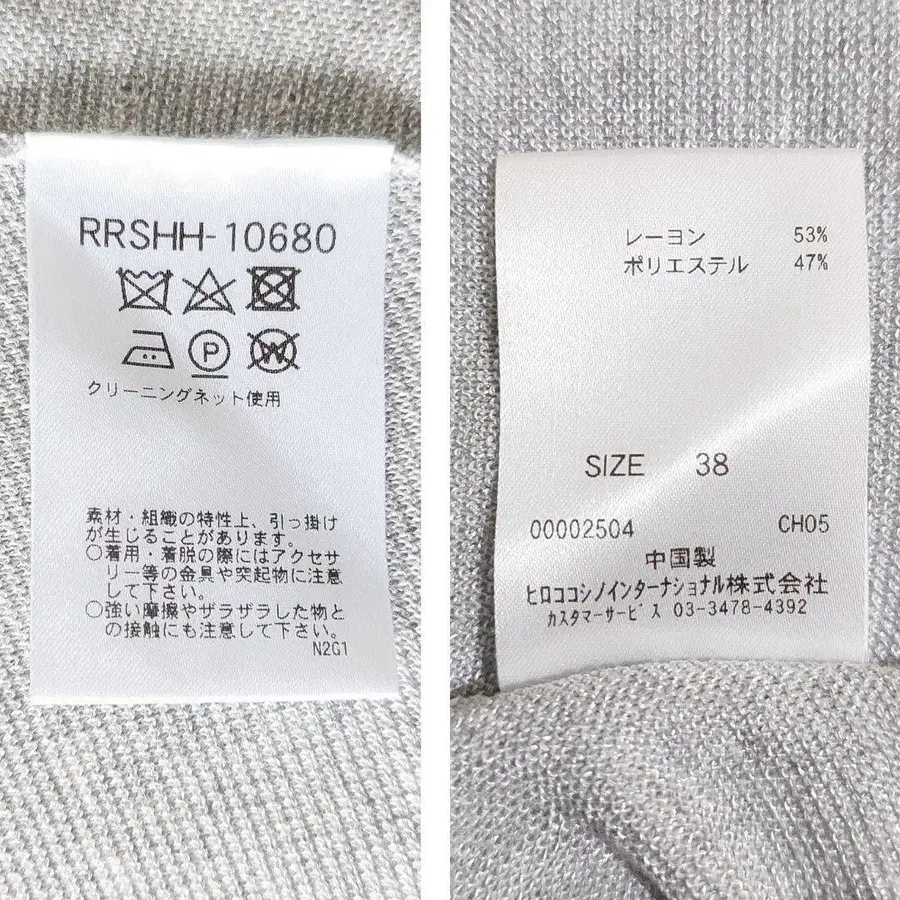 RRSHH-10680
P
W
クリーニングネット使用
素材・組織の特性上、引っ掛け
が生じることがあります。
○着用・着脱の際にはアクセサ
リー等の金具や突起物に注意
して下さい。
○強い摩擦やザラザラした物と
の接触にも注意して下さい。
N2G1
レーヨン 53%
ポリエステル 47%
SIZE 38
00002504 CH05
中国製
ヒロココシノインターナショナル株式会社
カスタマーサービス 03-3478-4392